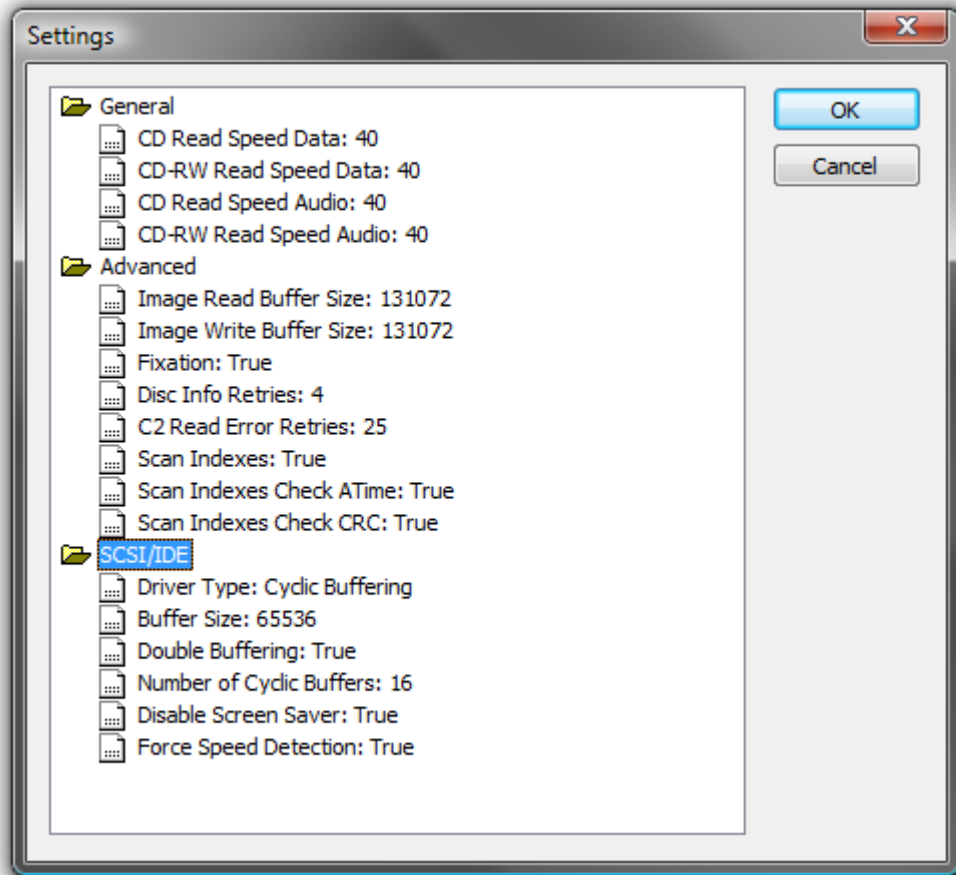 Settings
General
CD Read Speed Data: 40
CD-RW Read Speed Data: 40
CD Read Speed Audio: 40
CD-RW Read Speed Audio: 40
Advanced
Image Read Buffer Size: 131072
Image Write Buffer Size: 131072
Fixation: True
Disc Info Retries: 4
C2 Read Error Retries: 25
Scan Indexes: True
Scan Indexes Check ATime: True
Scan Indexes Check CRC: True
SCSI/IDE
Driver Type: Cyclic Buffering
Buffer Size: 65536
Double Buffering: True
Number of Cyclic Buffers: 16
Disable Screen Saver: True
Force Speed Detection: True
OK
Cancel